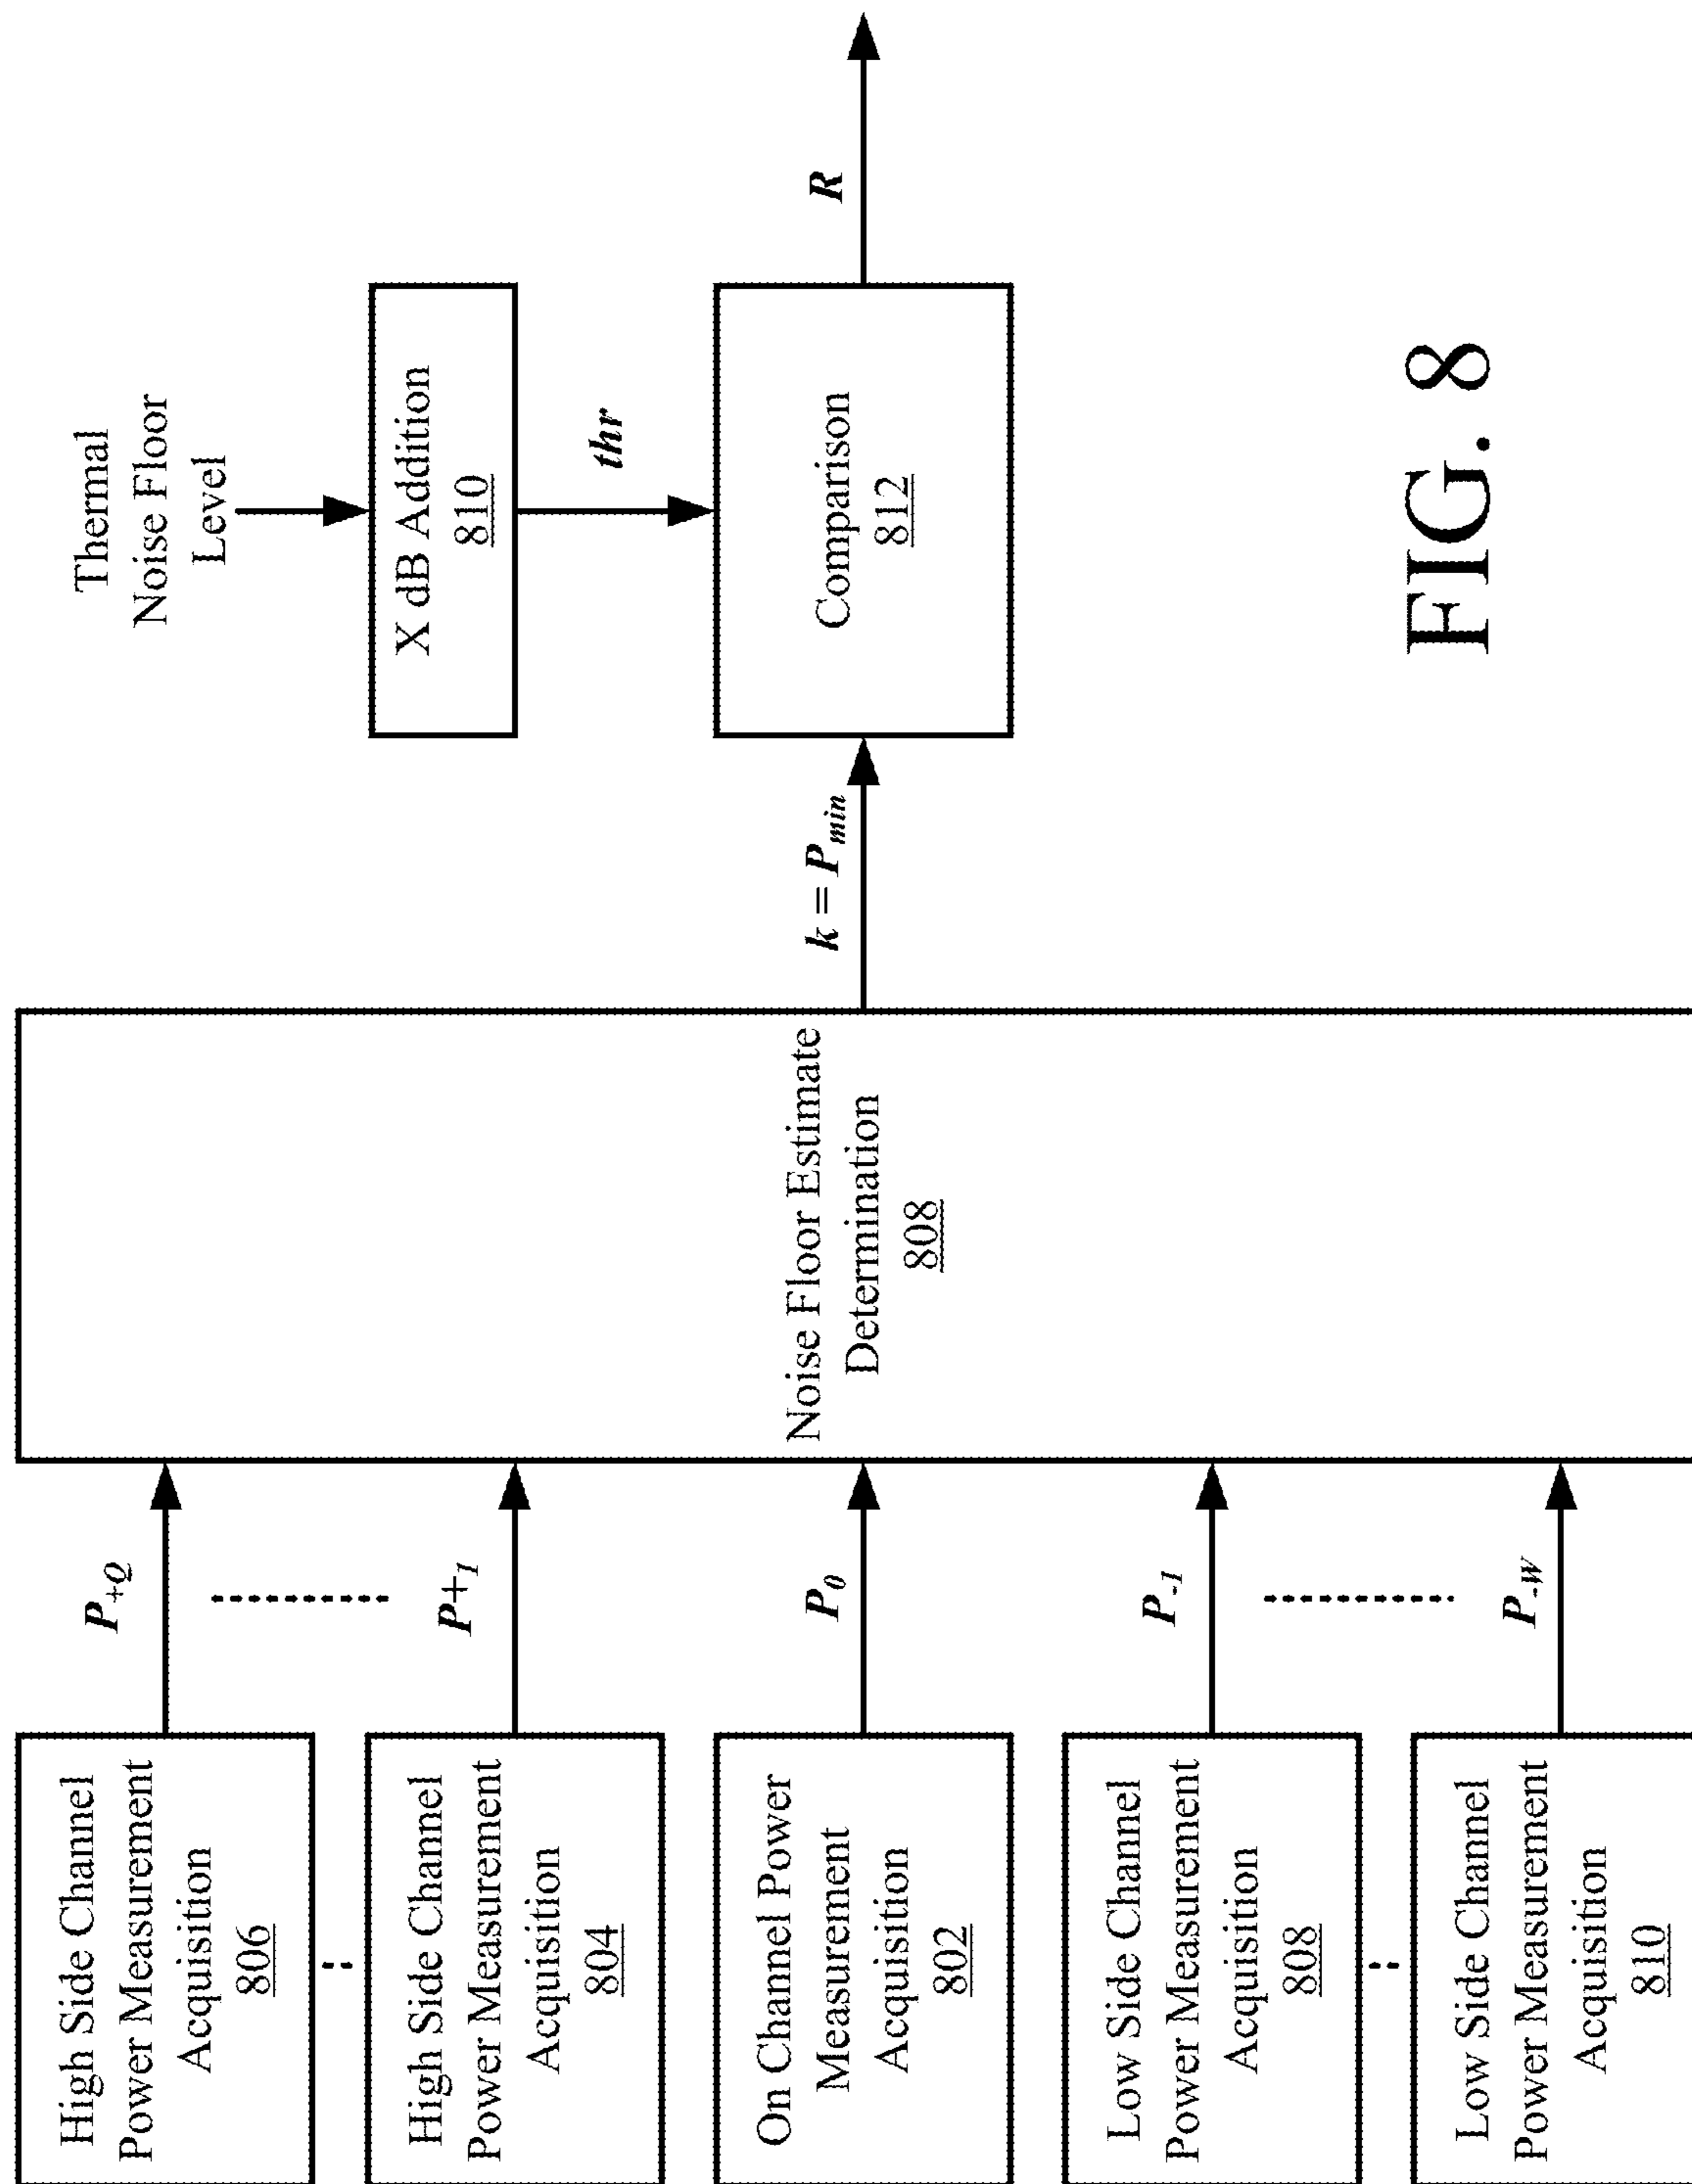 High Side Channel
Power Measurement
Acquisition
806
P+Q
High Side Channel
Power Measurement
Acquisition
804
P+1
On Channel Power
Measurement
Acquisition
802
P0
Low Side Channel
Power Measurement
Acquisition
808
P-1
Low Side Channel
Power Measurement
Acquisition
810
P-W
Noise Floor Estimate
Determination
808
k = Pmin
Thermal
Noise Floor
Level
X dB Addition
810
thr
Comparison
812
R
FIG. 8